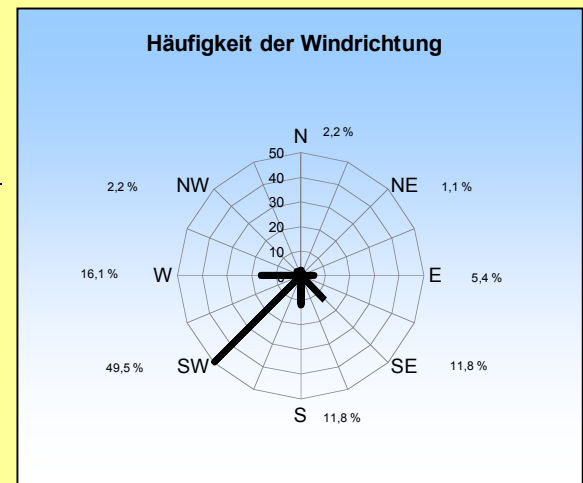 Häufigkeit der Windrichtung
N 2,2 %
50
NW 2,2 %
40
NE 1,1 %
30
20
10
W 16,1 %
0
E 5,4 %
SW 49,5 %
SE 11,8 %
S 11,8 %